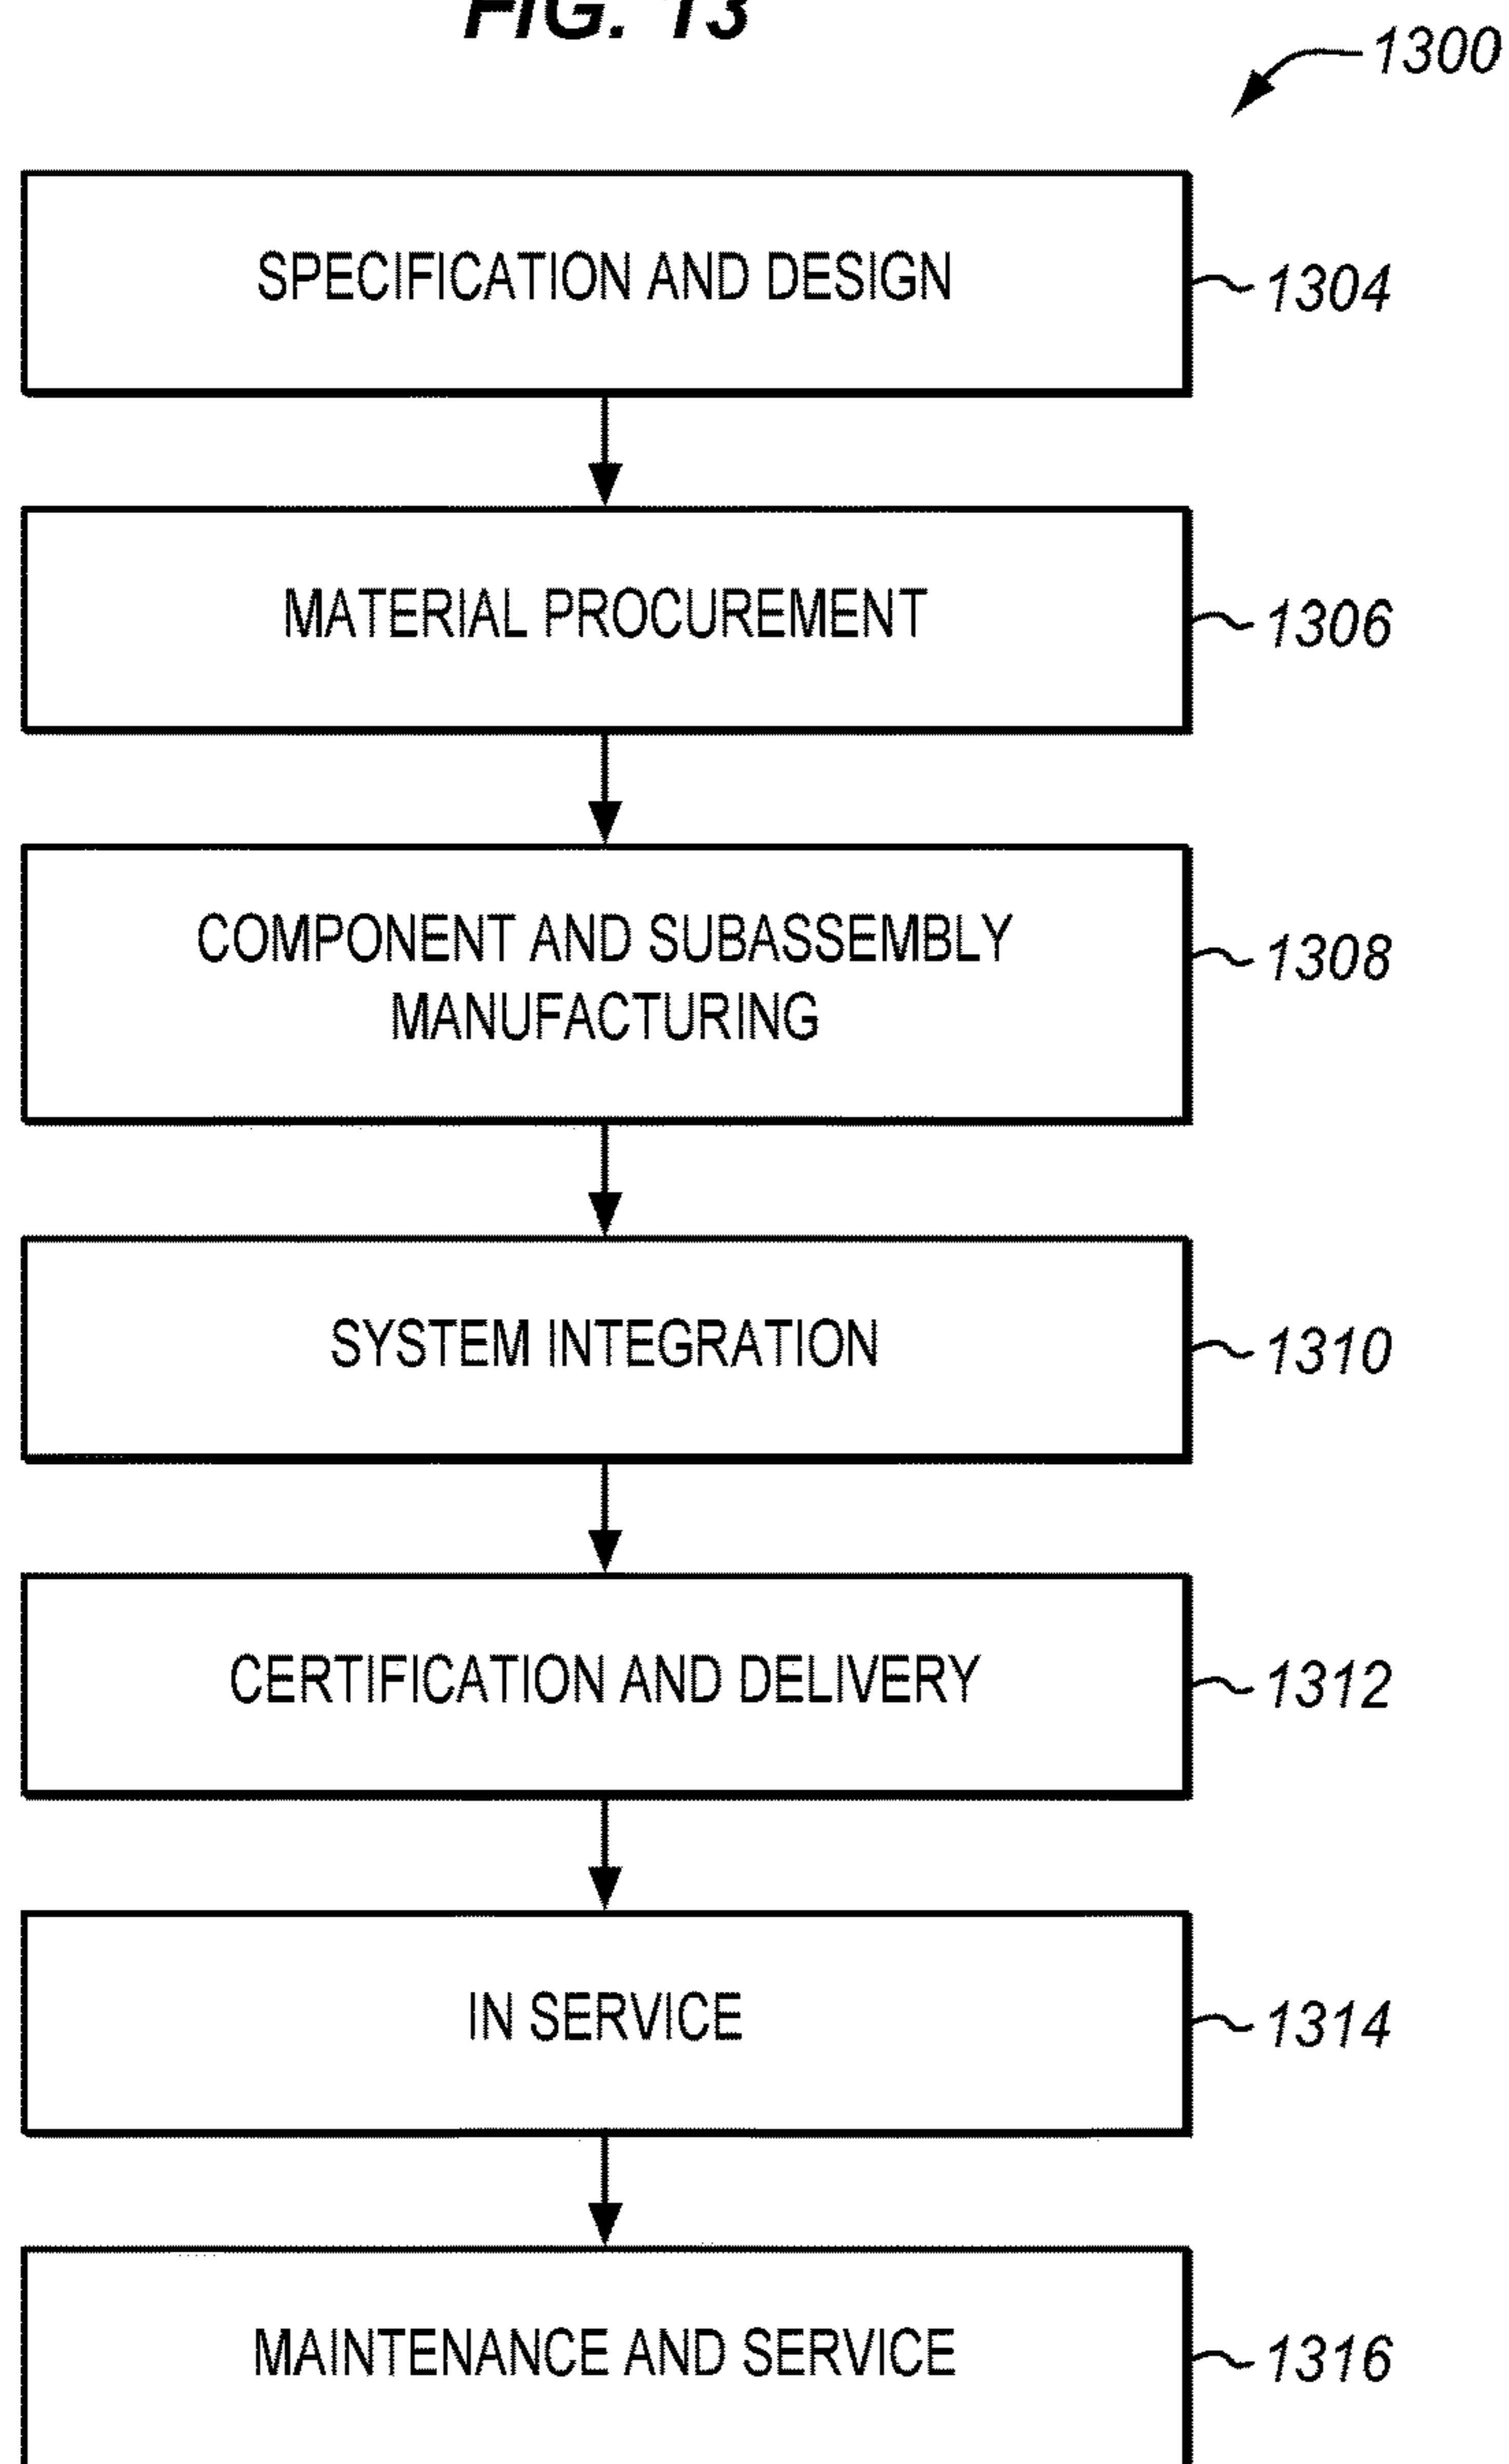 FIG. 13
1300
SPECIFICATION AND DESIGN
1304
MATERIAL PROCUREMENT
1306
COMPONENT AND SUBASSEMBLY
MANUFACTURING
1308
SYSTEM INTEGRATION
1310
CERTIFICATION AND DELIVERY
1312
IN SERVICE
1314
MAINTENANCE AND SERVICE
1316